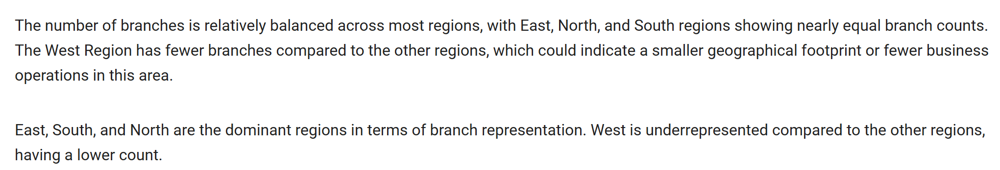 The number of branches is relatively balanced across most regions, with East, North, and South regions showing nearly equal branch counts.
The West Region has fewer branches compared to the other regions, which could indicate a smaller geographical footprint or fewer business
operations in this area.
East, South, and North are the dominant regions in terms of branch representation. West is underrepresented compared to the other regions,
having a lower count.